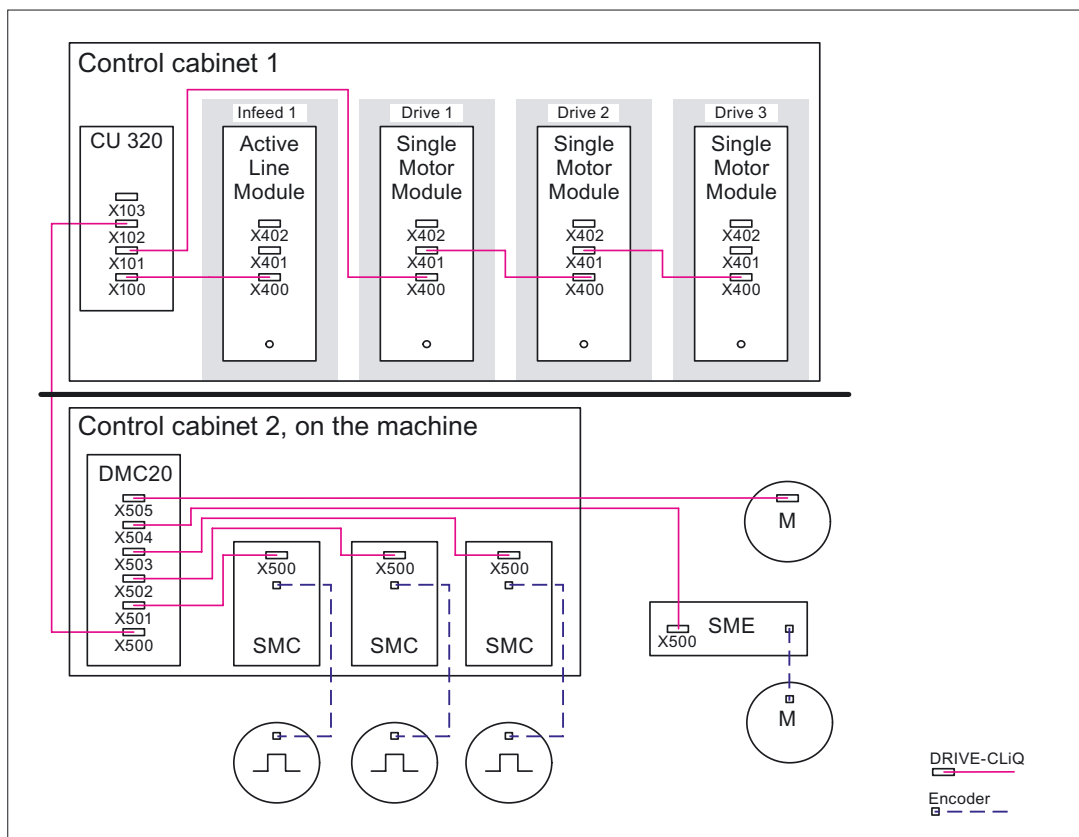 Control cabinet 1
CU 320
X103
X102
X101
X100
Infeed 1
Active
Line
Module
X402
X401
X400
Drive 1
Single
Motor
Module
X402
X401
X400
Drive 2
Single
Motor
Module
X402
X401
X400
Drive 3
Single
Motor
Module
X402
X401
X400
Control cabinet 2, on the machine
DMC20
X505
X504
X503
X502
X501
X500
X500
SMC
X500
SMC
X500
SMC
M
X500
SME
M
DRIVE-CLiQ
Encoder